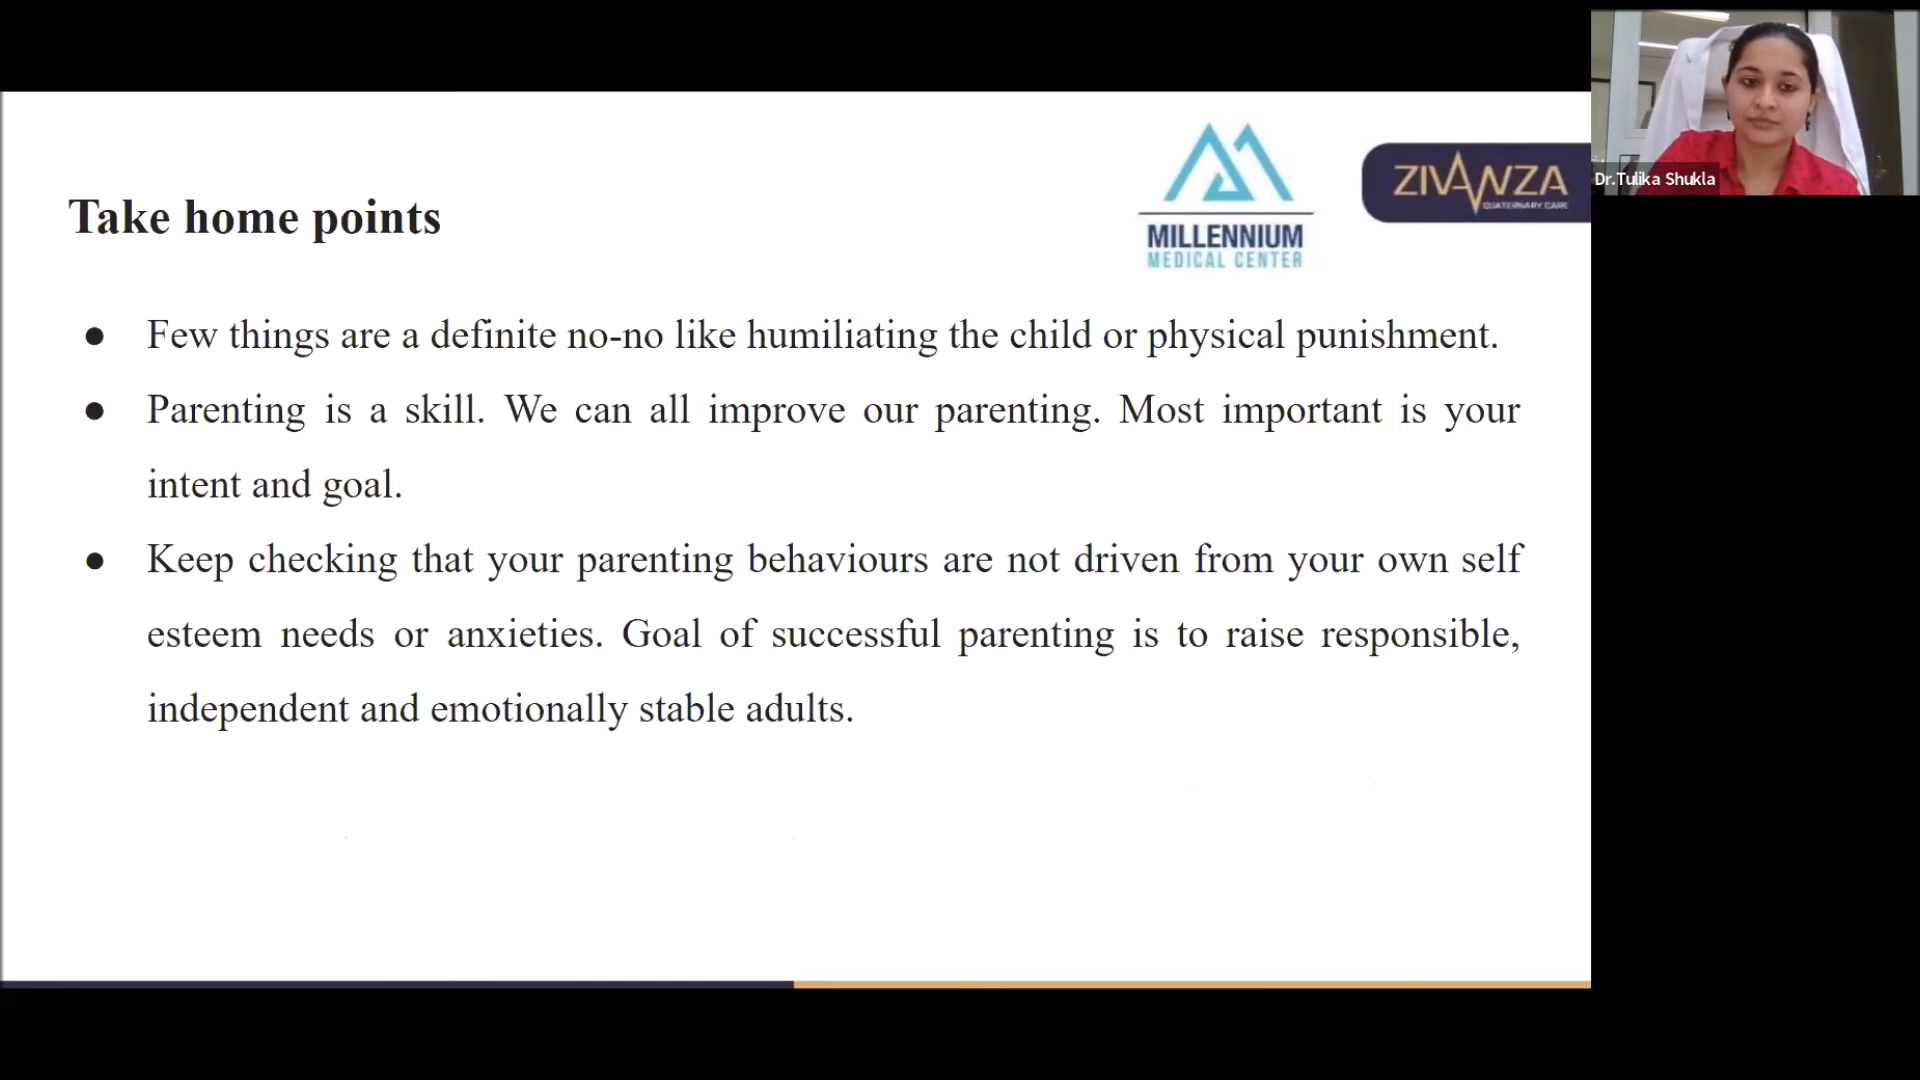 Take home points
MILLENNIUM
MEDICAL CENTER
ZIVANZA
QUATERNARY CARE
Dr.Tulika Shukla
● Few things are a definite no-no like humiliating the child or physical punishment.
● Parenting is a skill. We can all improve our parenting. Most important is your
intent and goal.
● Keep checking that your parenting behaviours are not driven from your own self
esteem needs or anxieties. Goal of successful parenting is to raise responsible,
independent and emotionally stable adults.